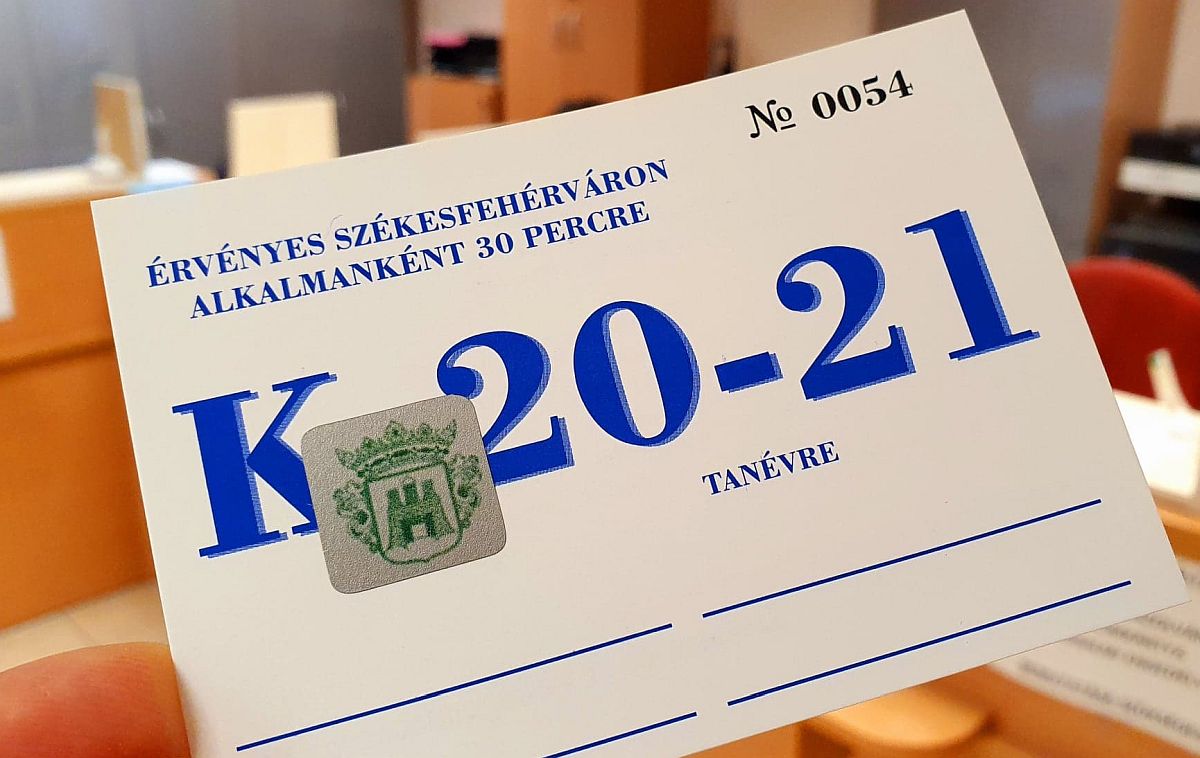 № 0054
ÉRVÉNYES SZÉKESFEHÉRVÁRON
ALKALMANKÉNT 30 PERCRE
K 20-21
TANÉVRE